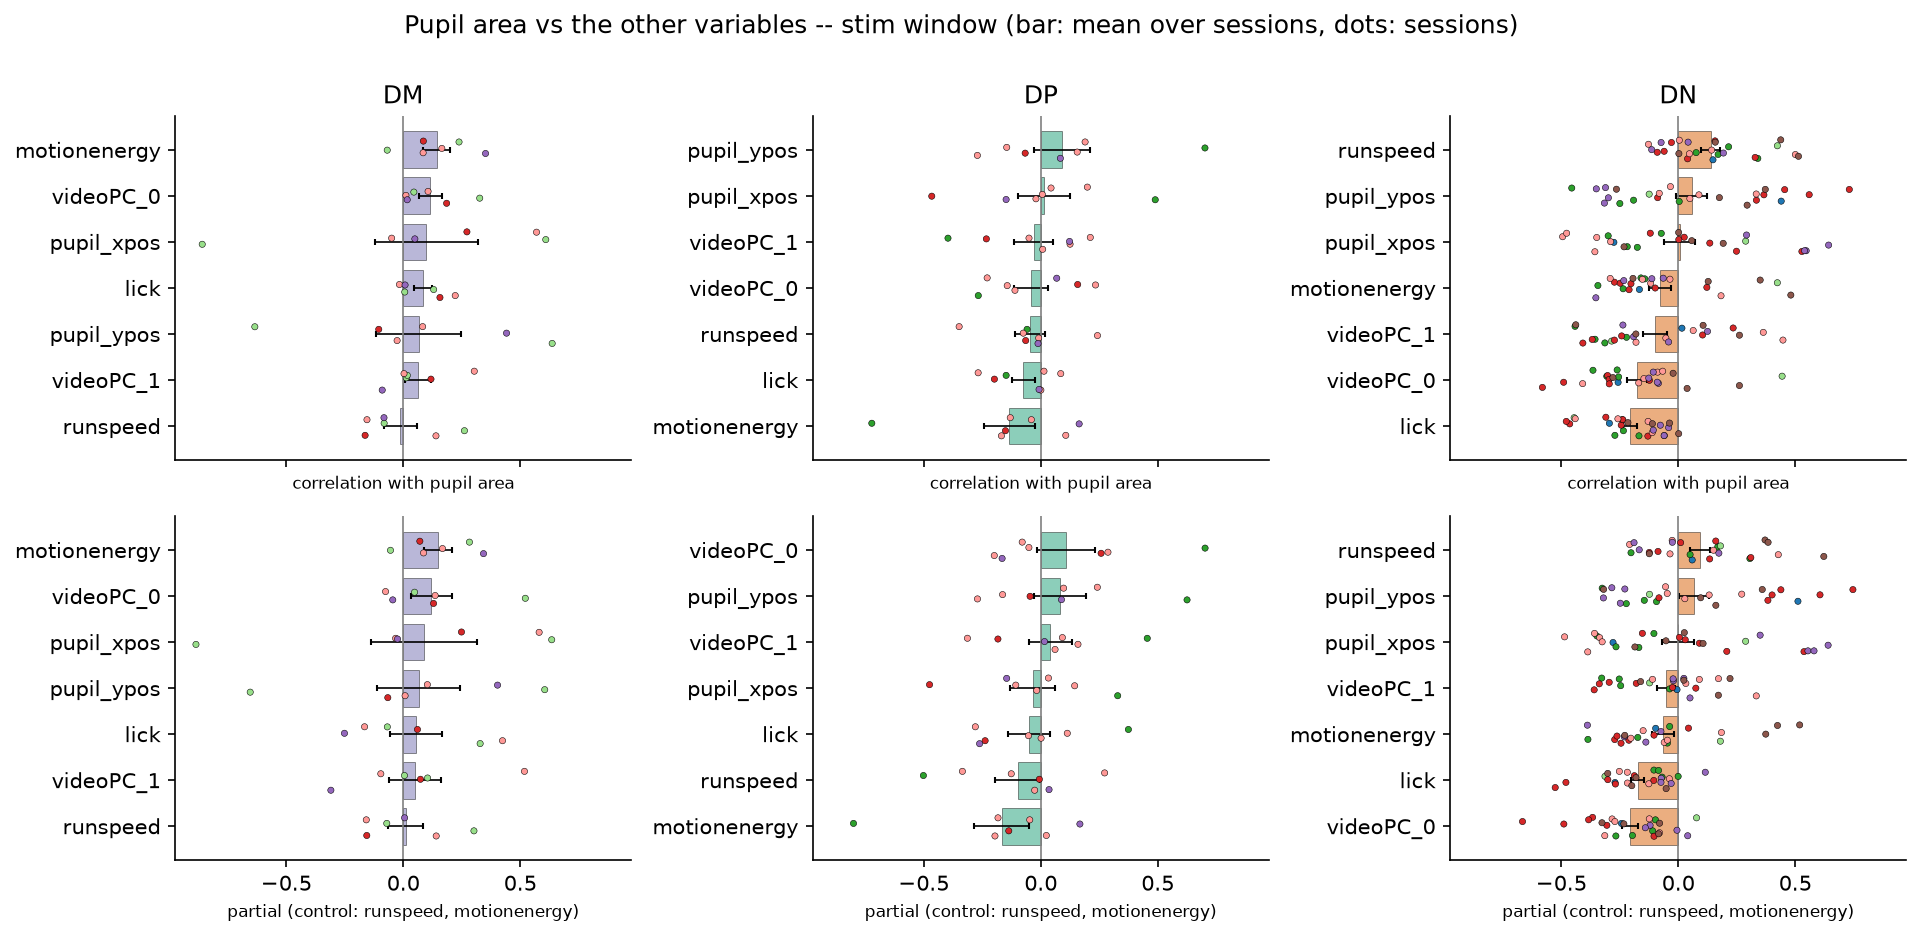 Pupil area vs the other variables -- stim window (bar: mean over sessions, dots: sessions)
DM
motionenergy
videoPC_0
pupil_xpos
lick
pupil_ypos
videoPC_1
runspeed
correlation with pupil area
DP
pupil_ypos
pupil_xpos
videoPC_1
videoPC_0
runspeed
lick
motionenergy
correlation with pupil area
DN
runspeed
pupil_ypos
pupil_xpos
motionenergy
videoPC_1
videoPC_0
lick
correlation with pupil area
motionenergy
videoPC_0
pupil_xpos
pupil_ypos
lick
videoPC_1
runspeed
−0.5 0.0 0.5
partial (control: runspeed, motionenergy)
videoPC_0
pupil_ypos
videoPC_1
pupil_xpos
lick
runspeed
motionenergy
−0.5 0.0 0.5
partial (control: runspeed, motionenergy)
runspeed
pupil_ypos
pupil_xpos
videoPC_1
motionenergy
lick
videoPC_0
−0.5 0.0 0.5
partial (control: runspeed, motionenergy)